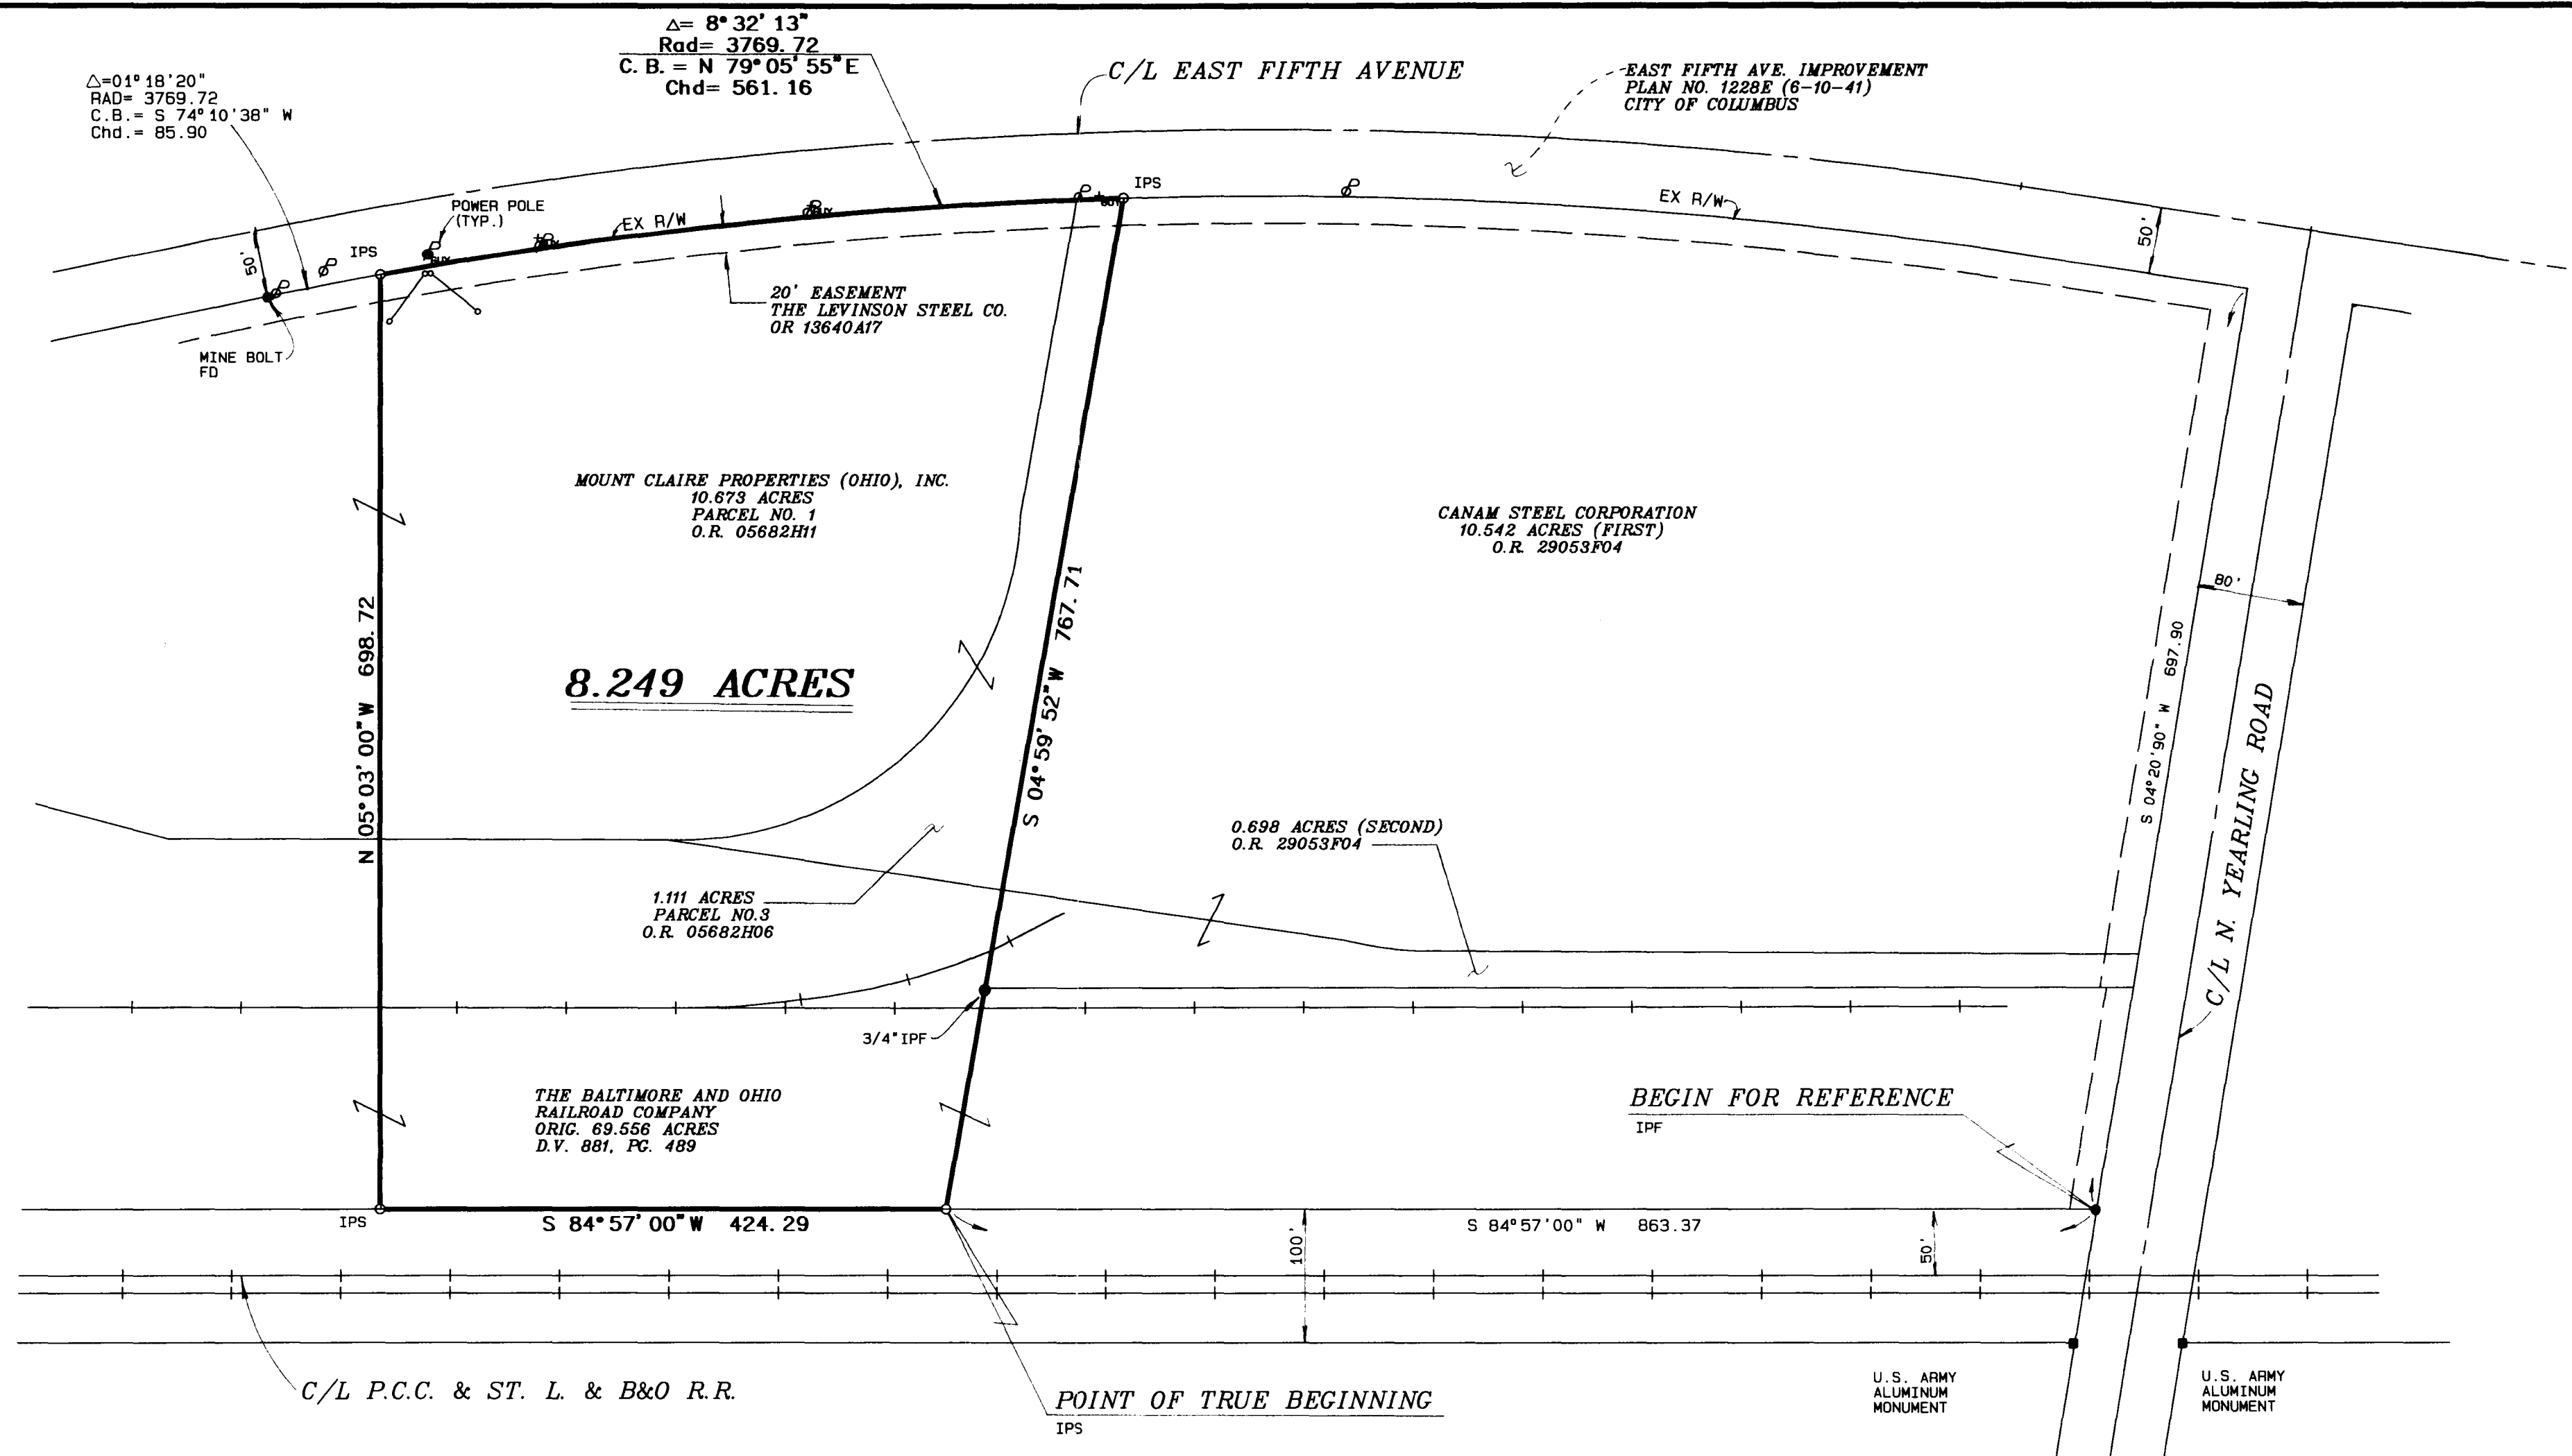 △= 8° 32' 13"
Rad= 3769. 72
C. B. = N 79° 05' 55" E
Chd= 561. 16
△=01° 18' 20"
RAD= 3769.72
C.B.= S 74° 10' 38" W
Chd.= 85.90
C/L EAST FIFTH AVENUE
EAST FIFTH AVE. IMPROVEMENT
PLAN NO. 1228E (6-10-41)
CITY OF COLUMBUS
IPS
POWER POLE
(TYP.)
EX R/W
EX R/W
IPS
50'
50'
MINE BOLT
FD
20' EASEMENT
THE LEVINSON STEEL CO.
OR 13640A17
MOUNT CLAIRE PROPERTIES (OHIO), INC.
10.673 ACRES
PARCEL NO. 1
O.R. 05682H11
CANAM STEEL CORPORATION
10.542 ACRES (FIRST)
O.R. 29053F04
80'
N 05° 03' 00" W 698. 72
8.249 ACRES
S 04° 59' 52" W 767. 71
S 04° 20' 90" W 697.90
C/L N. YEARLING ROAD
0.698 ACRES (SECOND)
O.R. 29053F04
1.111 ACRES
PARCEL NO.3
O.R. 05682H06
3/4" IPF
THE BALTIMORE AND OHIO
RAILROAD COMPANY
ORIG. 69.556 ACRES
D.V. 881, PG. 489
BEGIN FOR REFERENCE
IPF
IPS
S 84° 57' 00" W 424. 29
S 84° 57' 00" W 863.37
100'
50'
C/L P.C.C. & ST. L. & B&O R.R.
POINT OF TRUE BEGINNING
IPS
U.S. ARMY
ALUMINUM
MONUMENT
U.S. ARMY
ALUMINUM
MONUMENT